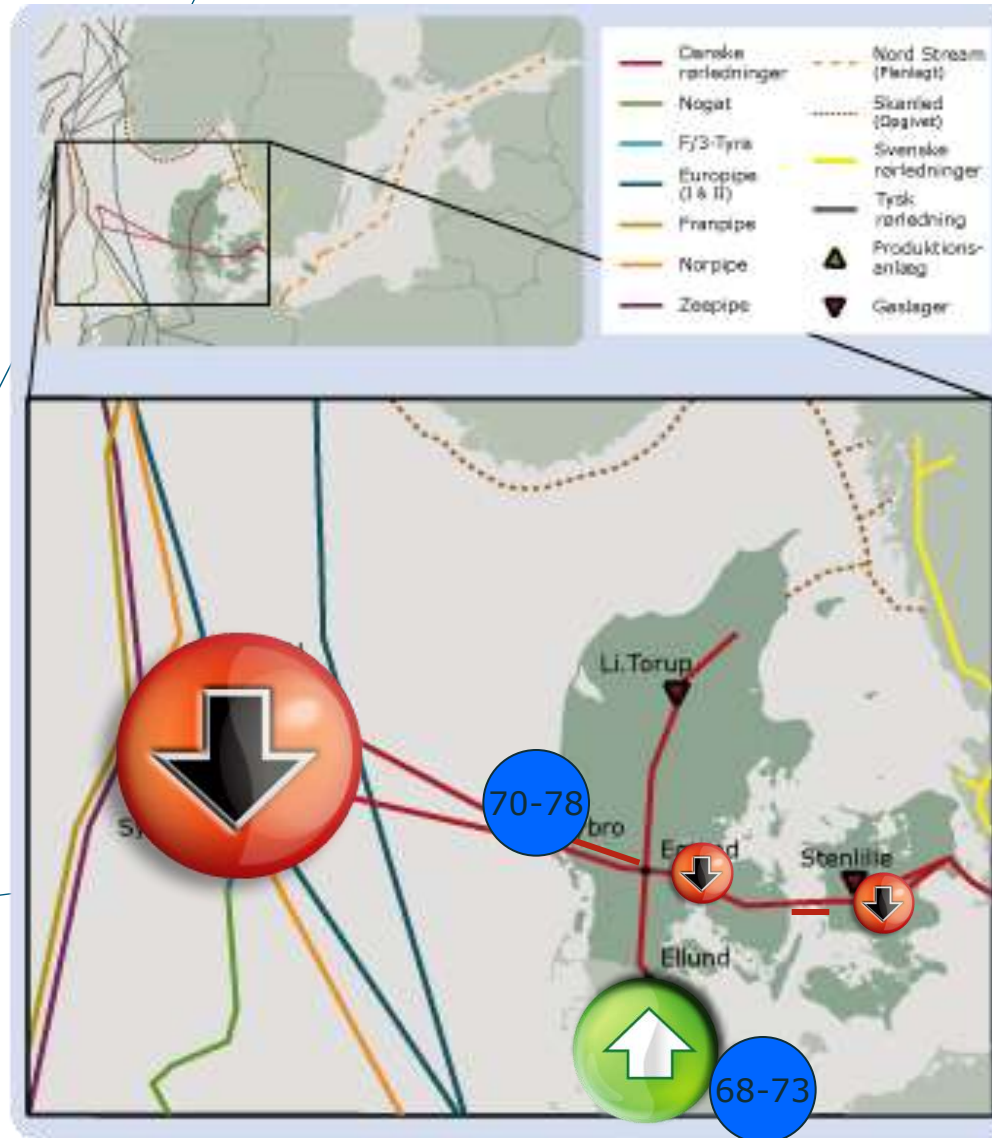 Danske
rørledninger
Nogat
F/3-Tyra
Europipe
(I & II)
Franpipe
Norpipe
Zeepipe
Nord Stream
(Planlagt)
Skanled
(Opgivet)
Svenske
rørledninger
Tysk
rørledning
Produktions-
anlæg
Gaslager
Li.Torup
70-78
bro
Stenlille
Ellund
68-73